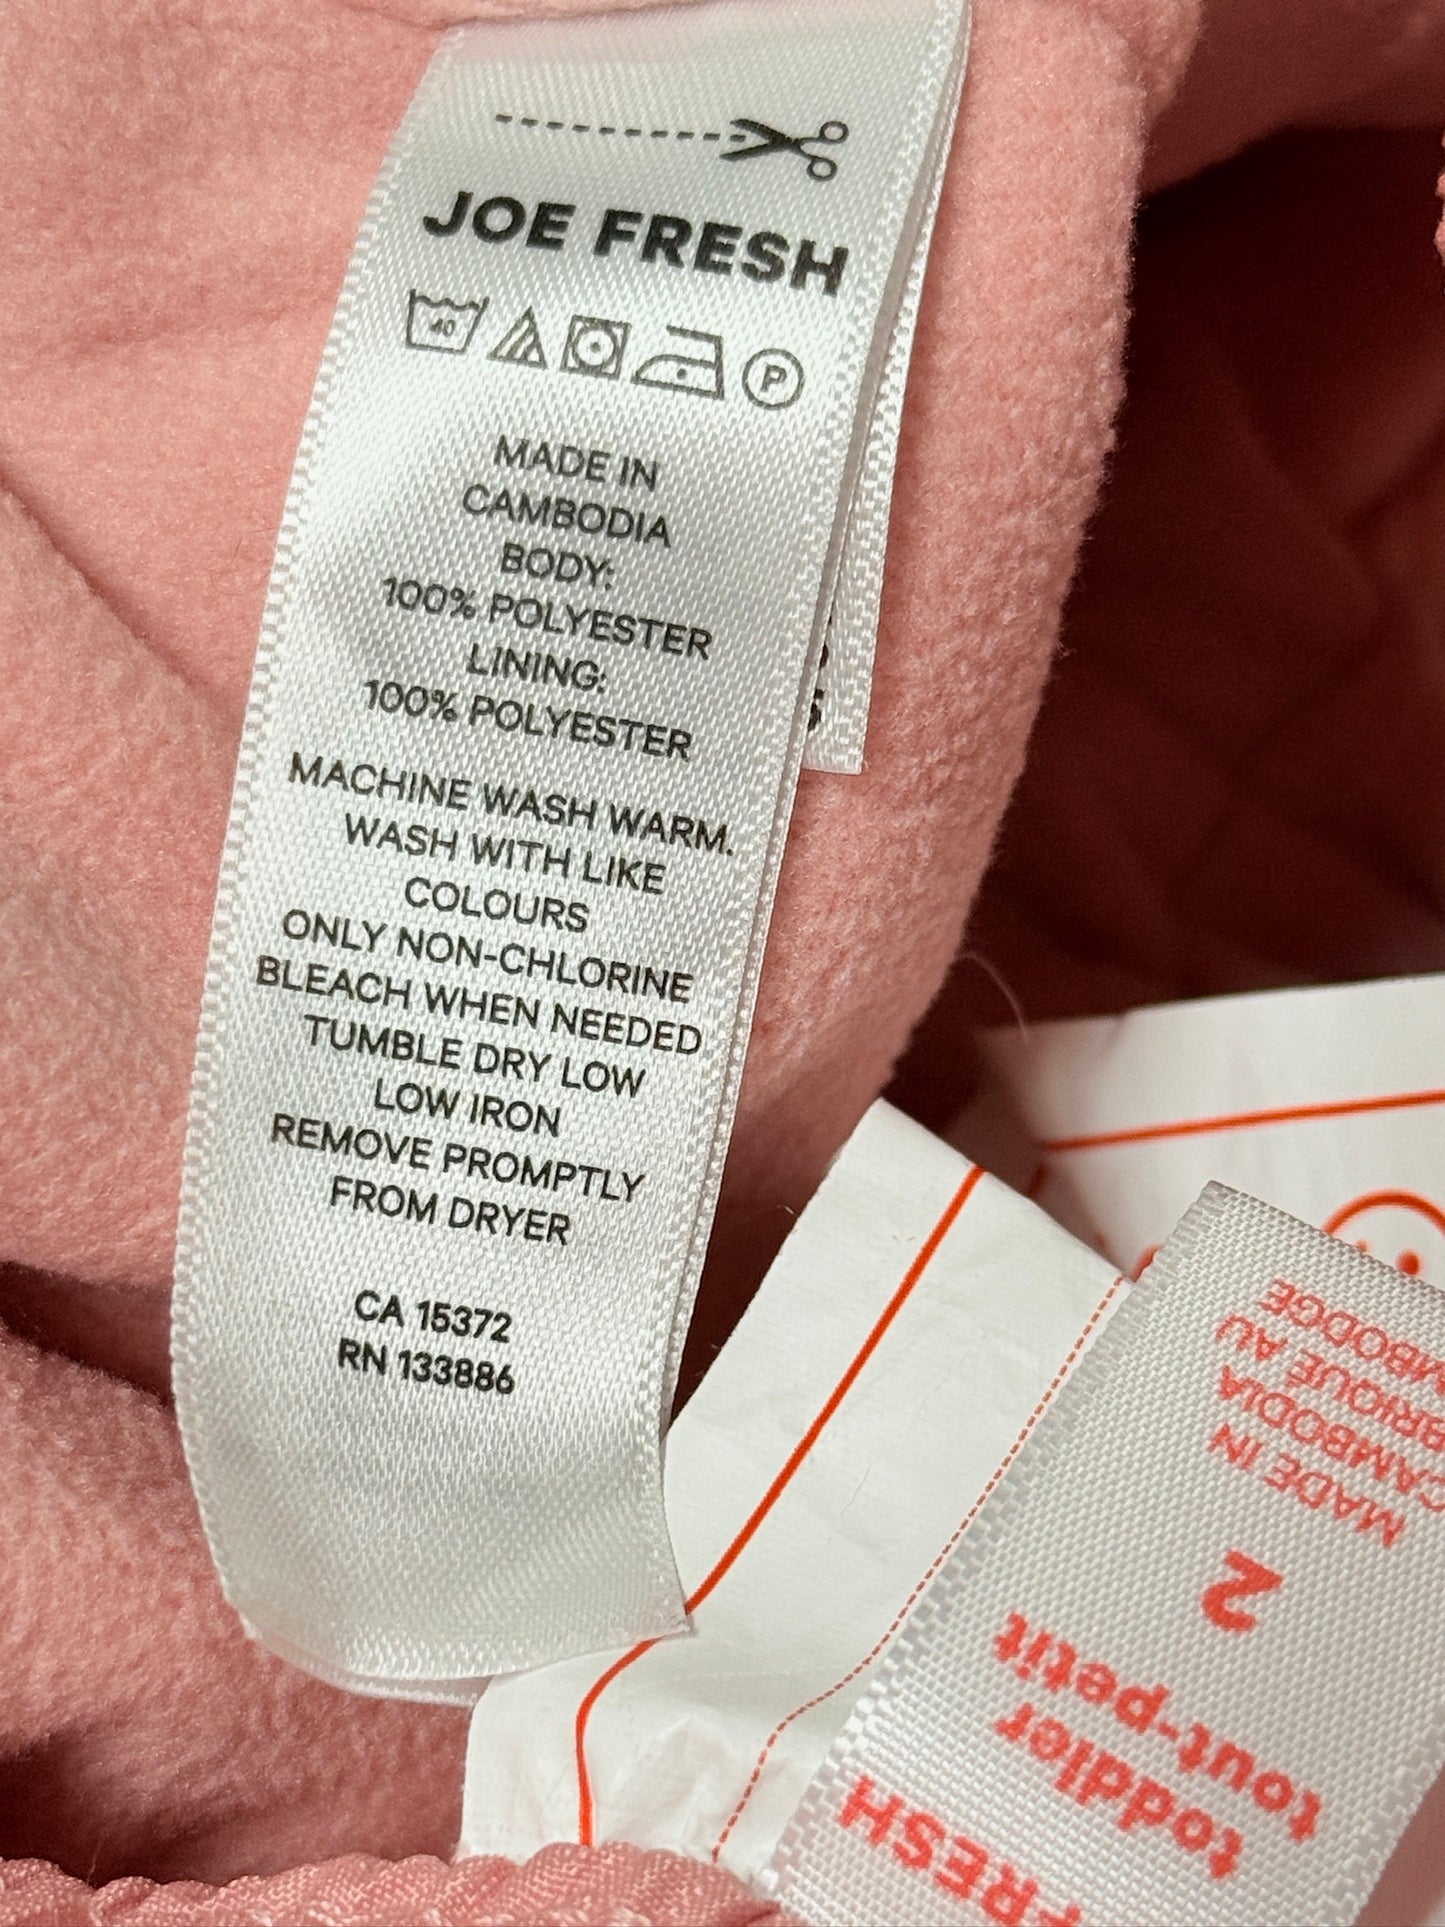 JOE FRESH
40
P
MADE IN
CAMBODIA
BODY:
100% POLYESTER
LINING:
100% POLYESTER
MACHINE WASH WARM.
WASH WITH LIKE
COLOURS
ONLY NON-CHLORINE
BLEACH WHEN NEEDED
TUMBLE DRY LOW
LOW IRON
REMOVE PROMPTLY
FROM DRYER
CA 15372
RN 133886
FRESH
toddler
tout-petit
2
MADE IN
CAMBODIA
BRIQUE AU
MBODGE